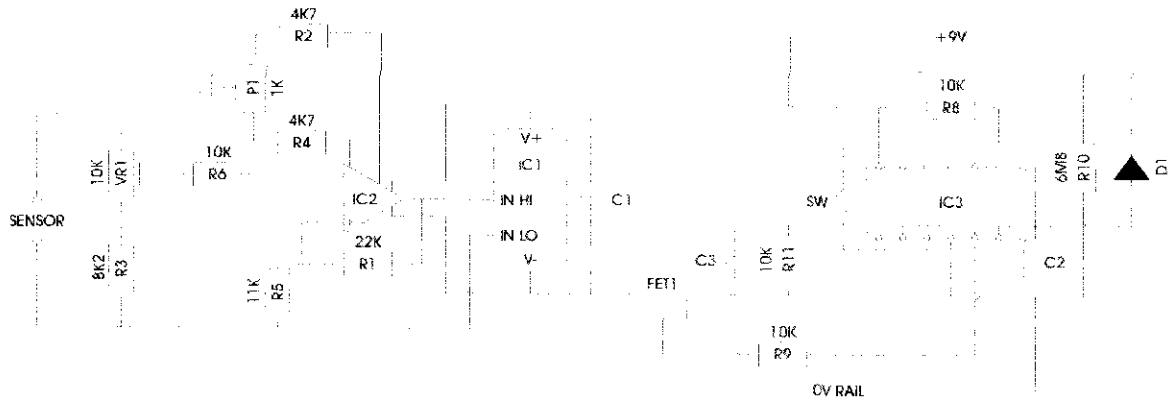 4K7
R2
+9V
P1
1K
10K
R8
4K7
R4
V+
IC1
10K
VR1
10K
R6
6M8
R10
D1
IC2
IN HI
C1
SW
IC3
SENSOR
IN LO
22K
R1
V-
8K2
R3
11K
R5
C3
10K
R11
C2
FET1
10K
R9
0V RAIL